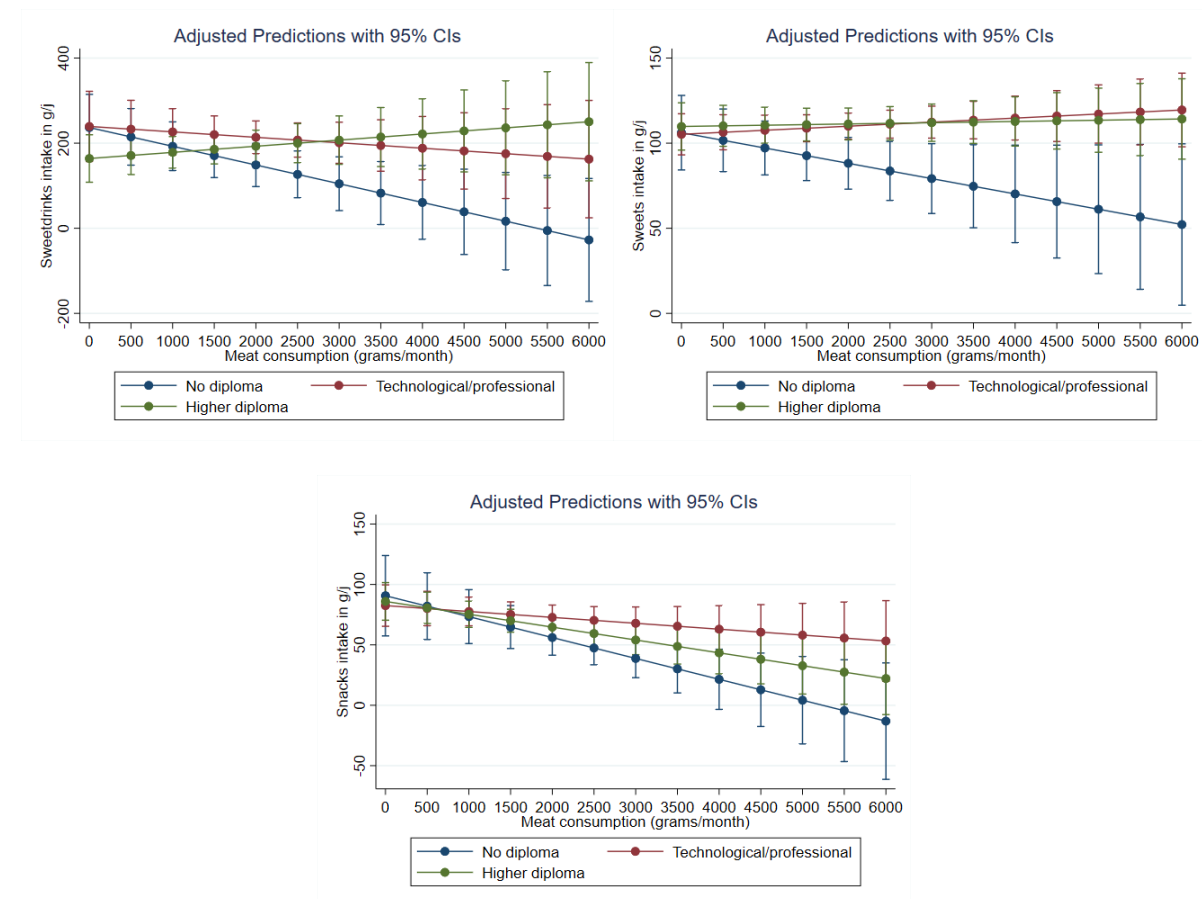 Adjusted Predictions with 95% CIs
Sweetdrinks intake in g/j
400
200
0
-200
0 500 1000 1500 2000 2500 3000 3500 4000 4500 5000 5500 6000
Meat consumption (grams/month)
No diploma Technological/professional
Higher diploma
Adjusted Predictions with 95% CIs
Sweets intake in g/j
150
100
50
0
0 500 1000 1500 2000 2500 3000 3500 4000 4500 5000 5500 6000
Meat consumption (grams/month)
No diploma Technological/professional
Higher diploma
Adjusted Predictions with 95% CIs
Snacks intake in g/j
150
100
50
0
-50
0 500 1000 1500 2000 2500 3000 3500 4000 4500 5000 5500 6000
Meat consumption (grams/month)
No diploma Technological/professional
Higher diploma